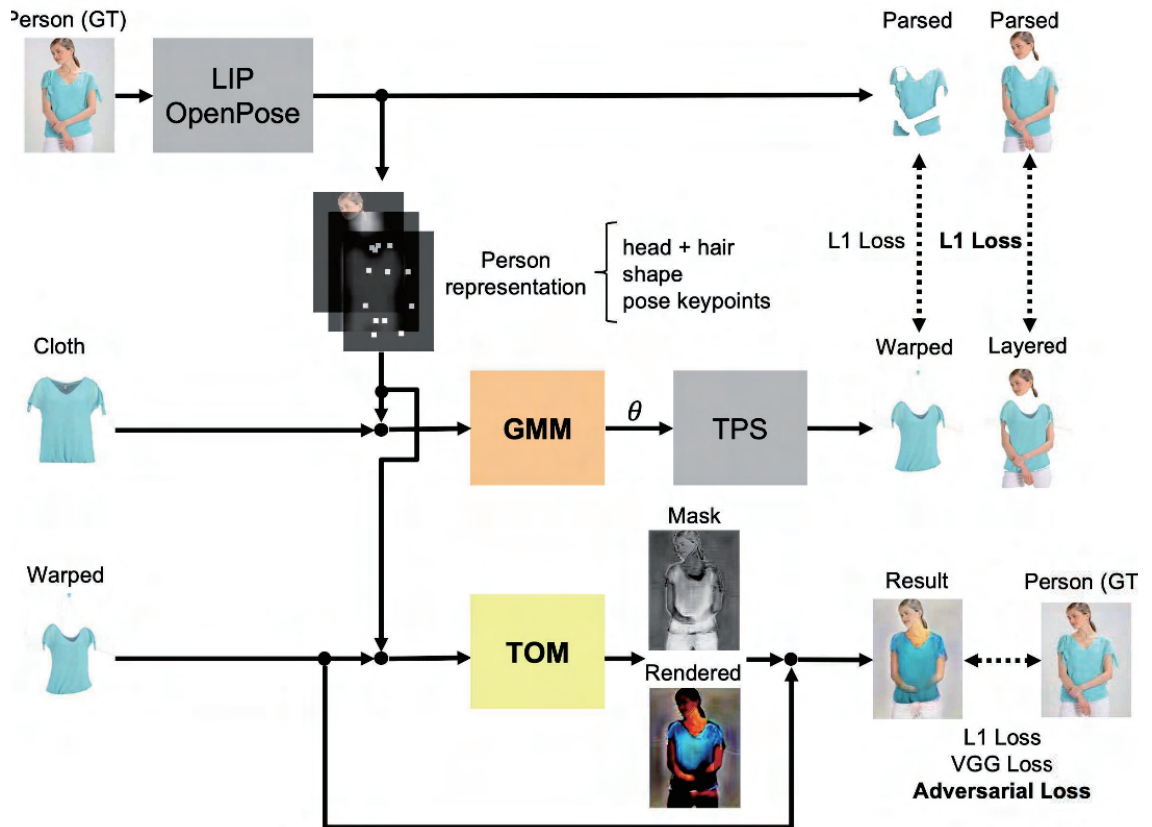 Person (GT)
LIP
OpenPose
Parsed
Parsed
Person
representation
head + hair
shape
pose keypoints
L1 Loss
L1 Loss
Cloth
GMM
θ
TPS
Warped
Layered
Warped
TOM
Mask
Rendered
Result
Person (GT
L1 Loss
VGG Loss
Adversarial Loss